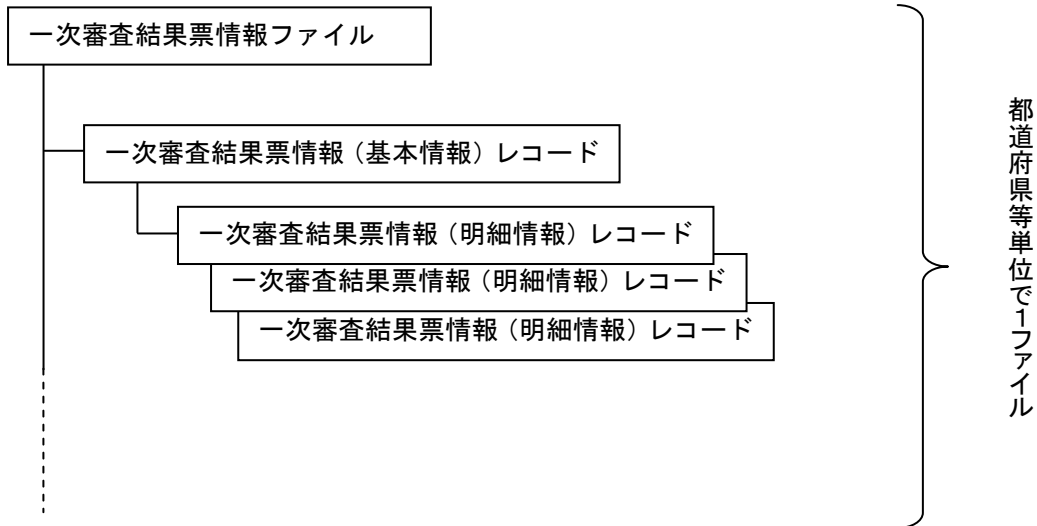 一次審査結果票情報ファイル
一次審査結果票情報（基本情報）レコード
一次審査結果票情報（明細情報）レコード
一次審査結果票情報（明細情報）レコード
一次審査結果票情報（明細情報）レコード
都道府県等単位で1ファイル